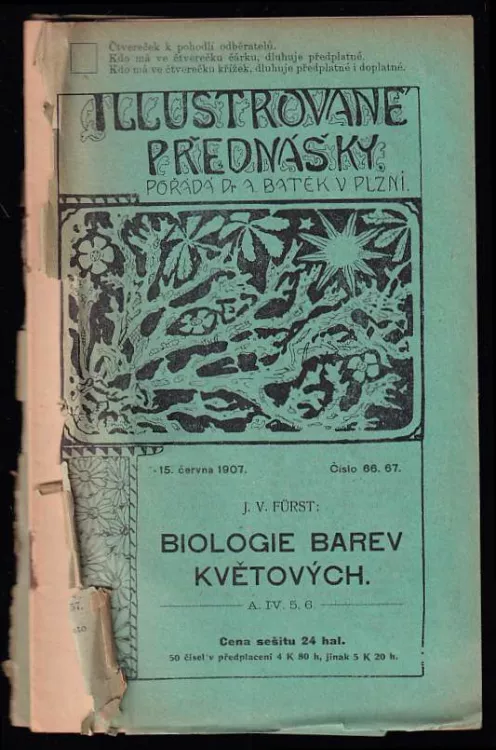 Čtvereček k pohodlí odběratelů.
Kdo má ve čtverečku čárku, dluhuje předplatné.
Kdo má ve čtverečku křížek, dluhuje předplatné i doplatné.
ILLUSTROVANÉ
PŘEDNÁŠKY.
POŘÁDÁ Dr A. BATĚK V PLZNI.
15. června 1907. Číslo 66. 67.
J. V. FÜRST:
BIOLOGIE BAREV
KVĚTOVÝCH.
A. IV. 5. 6.
Cena sešitu 24 hal.
50 čísel v předplacení 4 K 80 h, jinak 5 K 20 h.